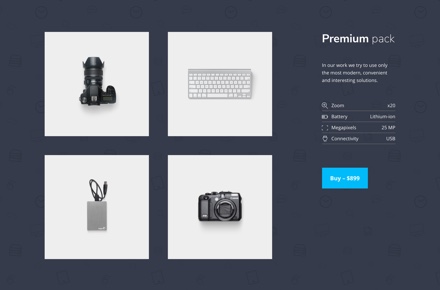 Premium pack
In our work we try to use only
the most modern, convenient
and interesting solutions.
Zoom x20
Battery Lithium-ion
Megapixels 25 MP
Connectivity USB
Buy – $899